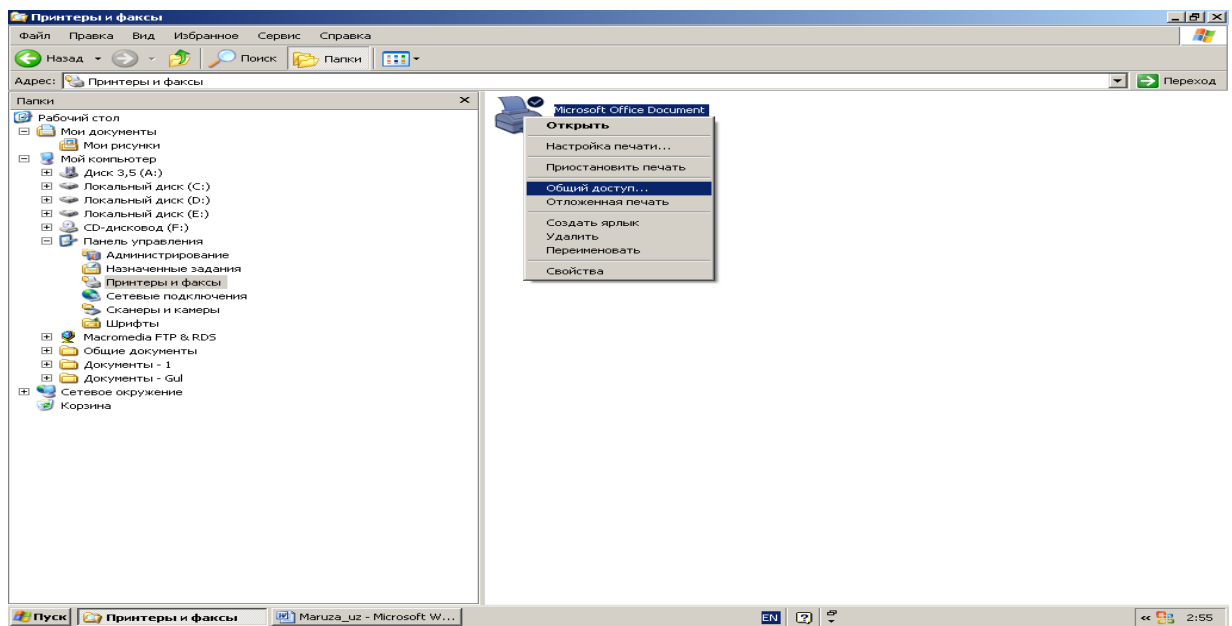 Принтеры и факсы
Файл Правка Вид Избранное Сервис Справка
Назад Поиск Папки
Адрес: Принтеры и факсы Переход
Папки
Рабочий стол
Мои документы
Мои рисунки
Мой компьютер
Диск 3,5 (A:)
Локальный диск (C:)
Локальный диск (D:)
Локальный диск (E:)
CD-дисковод (F:)
Панель управления
Администрирование
Назначенные задания
Принтеры и факсы
Сетевые подключения
Сканеры и камеры
Шрифты
Macromedia FTP & RDS
Общие документы
Документы - 1
Документы - Gul
Сетевое окружение
Корзина
Microsoft Office Document
Открыть
Настройка печати...
Приостановить печать
Общий доступ...
Отложенная печать
Создать ярлык
Удалить
Переименовать
Свойства
Пуск Принтеры и факсы Maruza_uz - Microsoft W... EN « 2:55